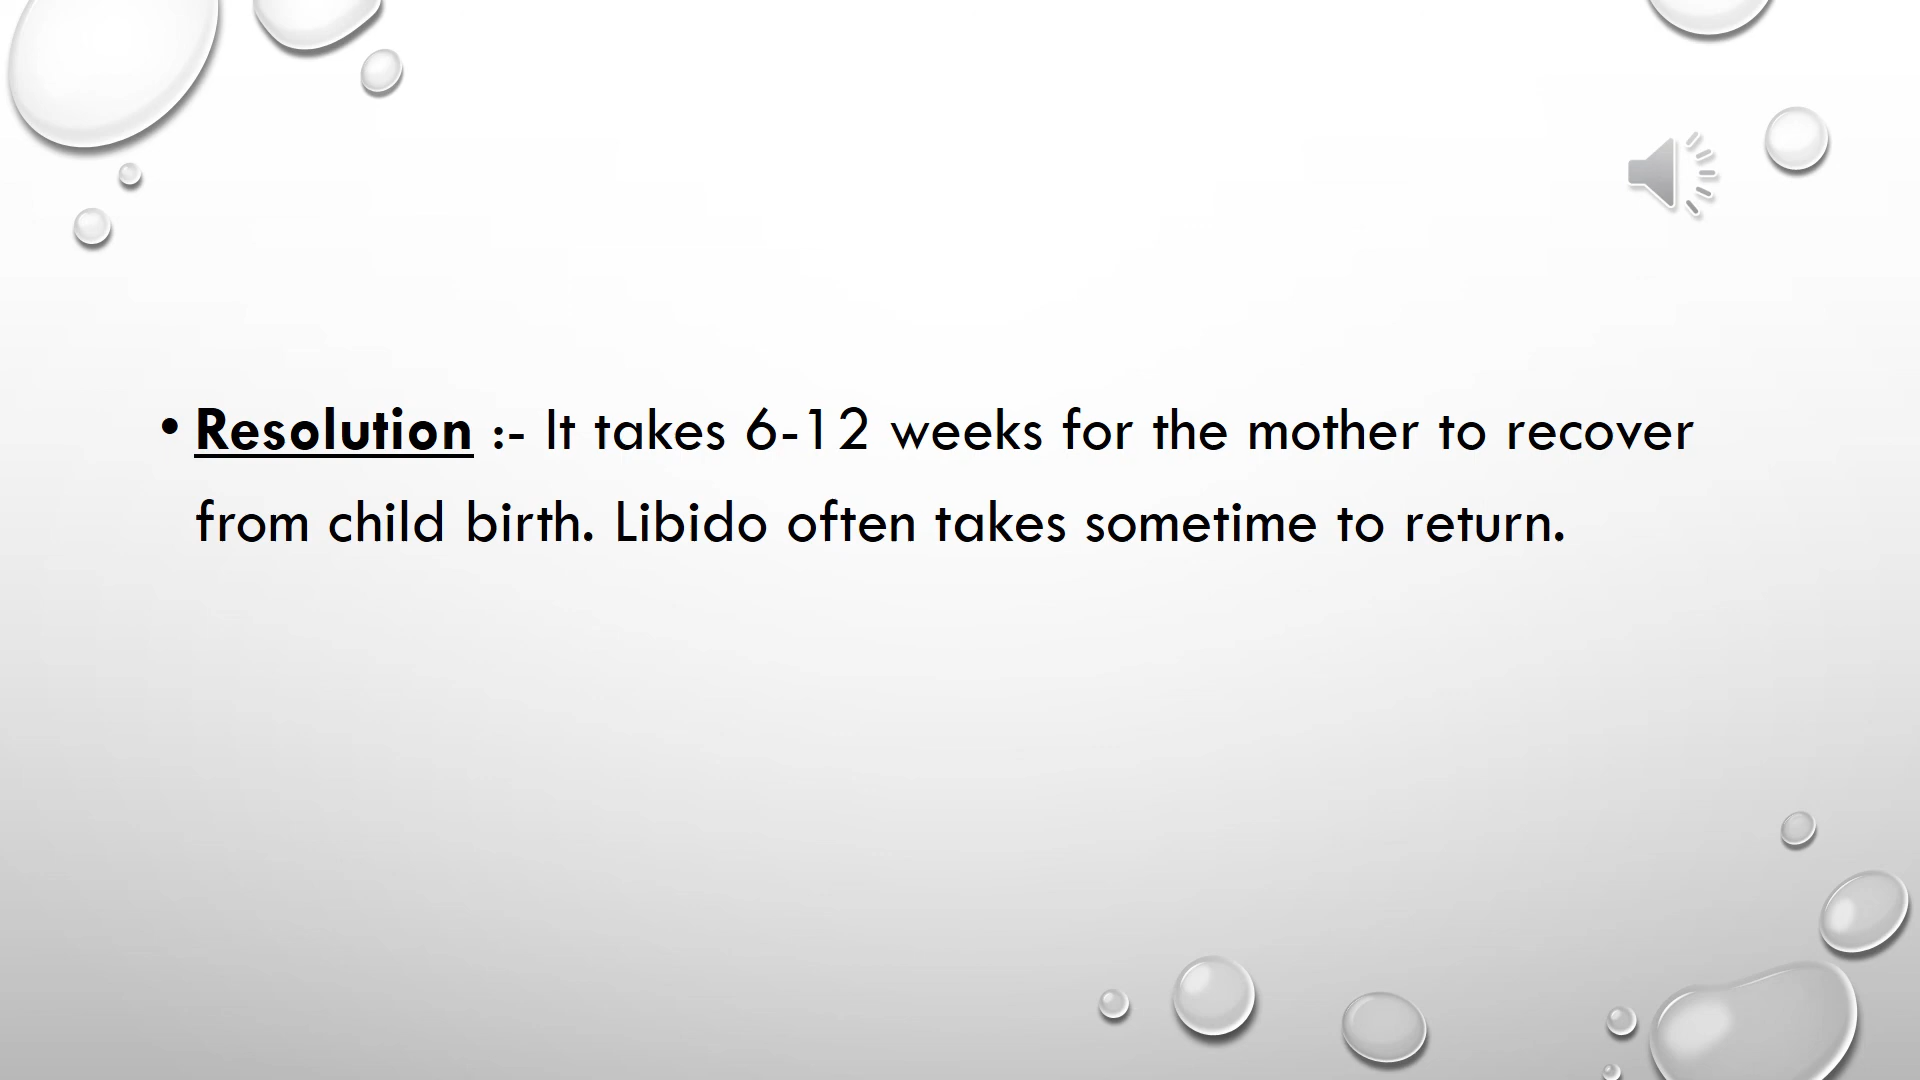 • Resolution :- It takes 6-12 weeks for the mother to recover
from child birth. Libido often takes sometime to return.